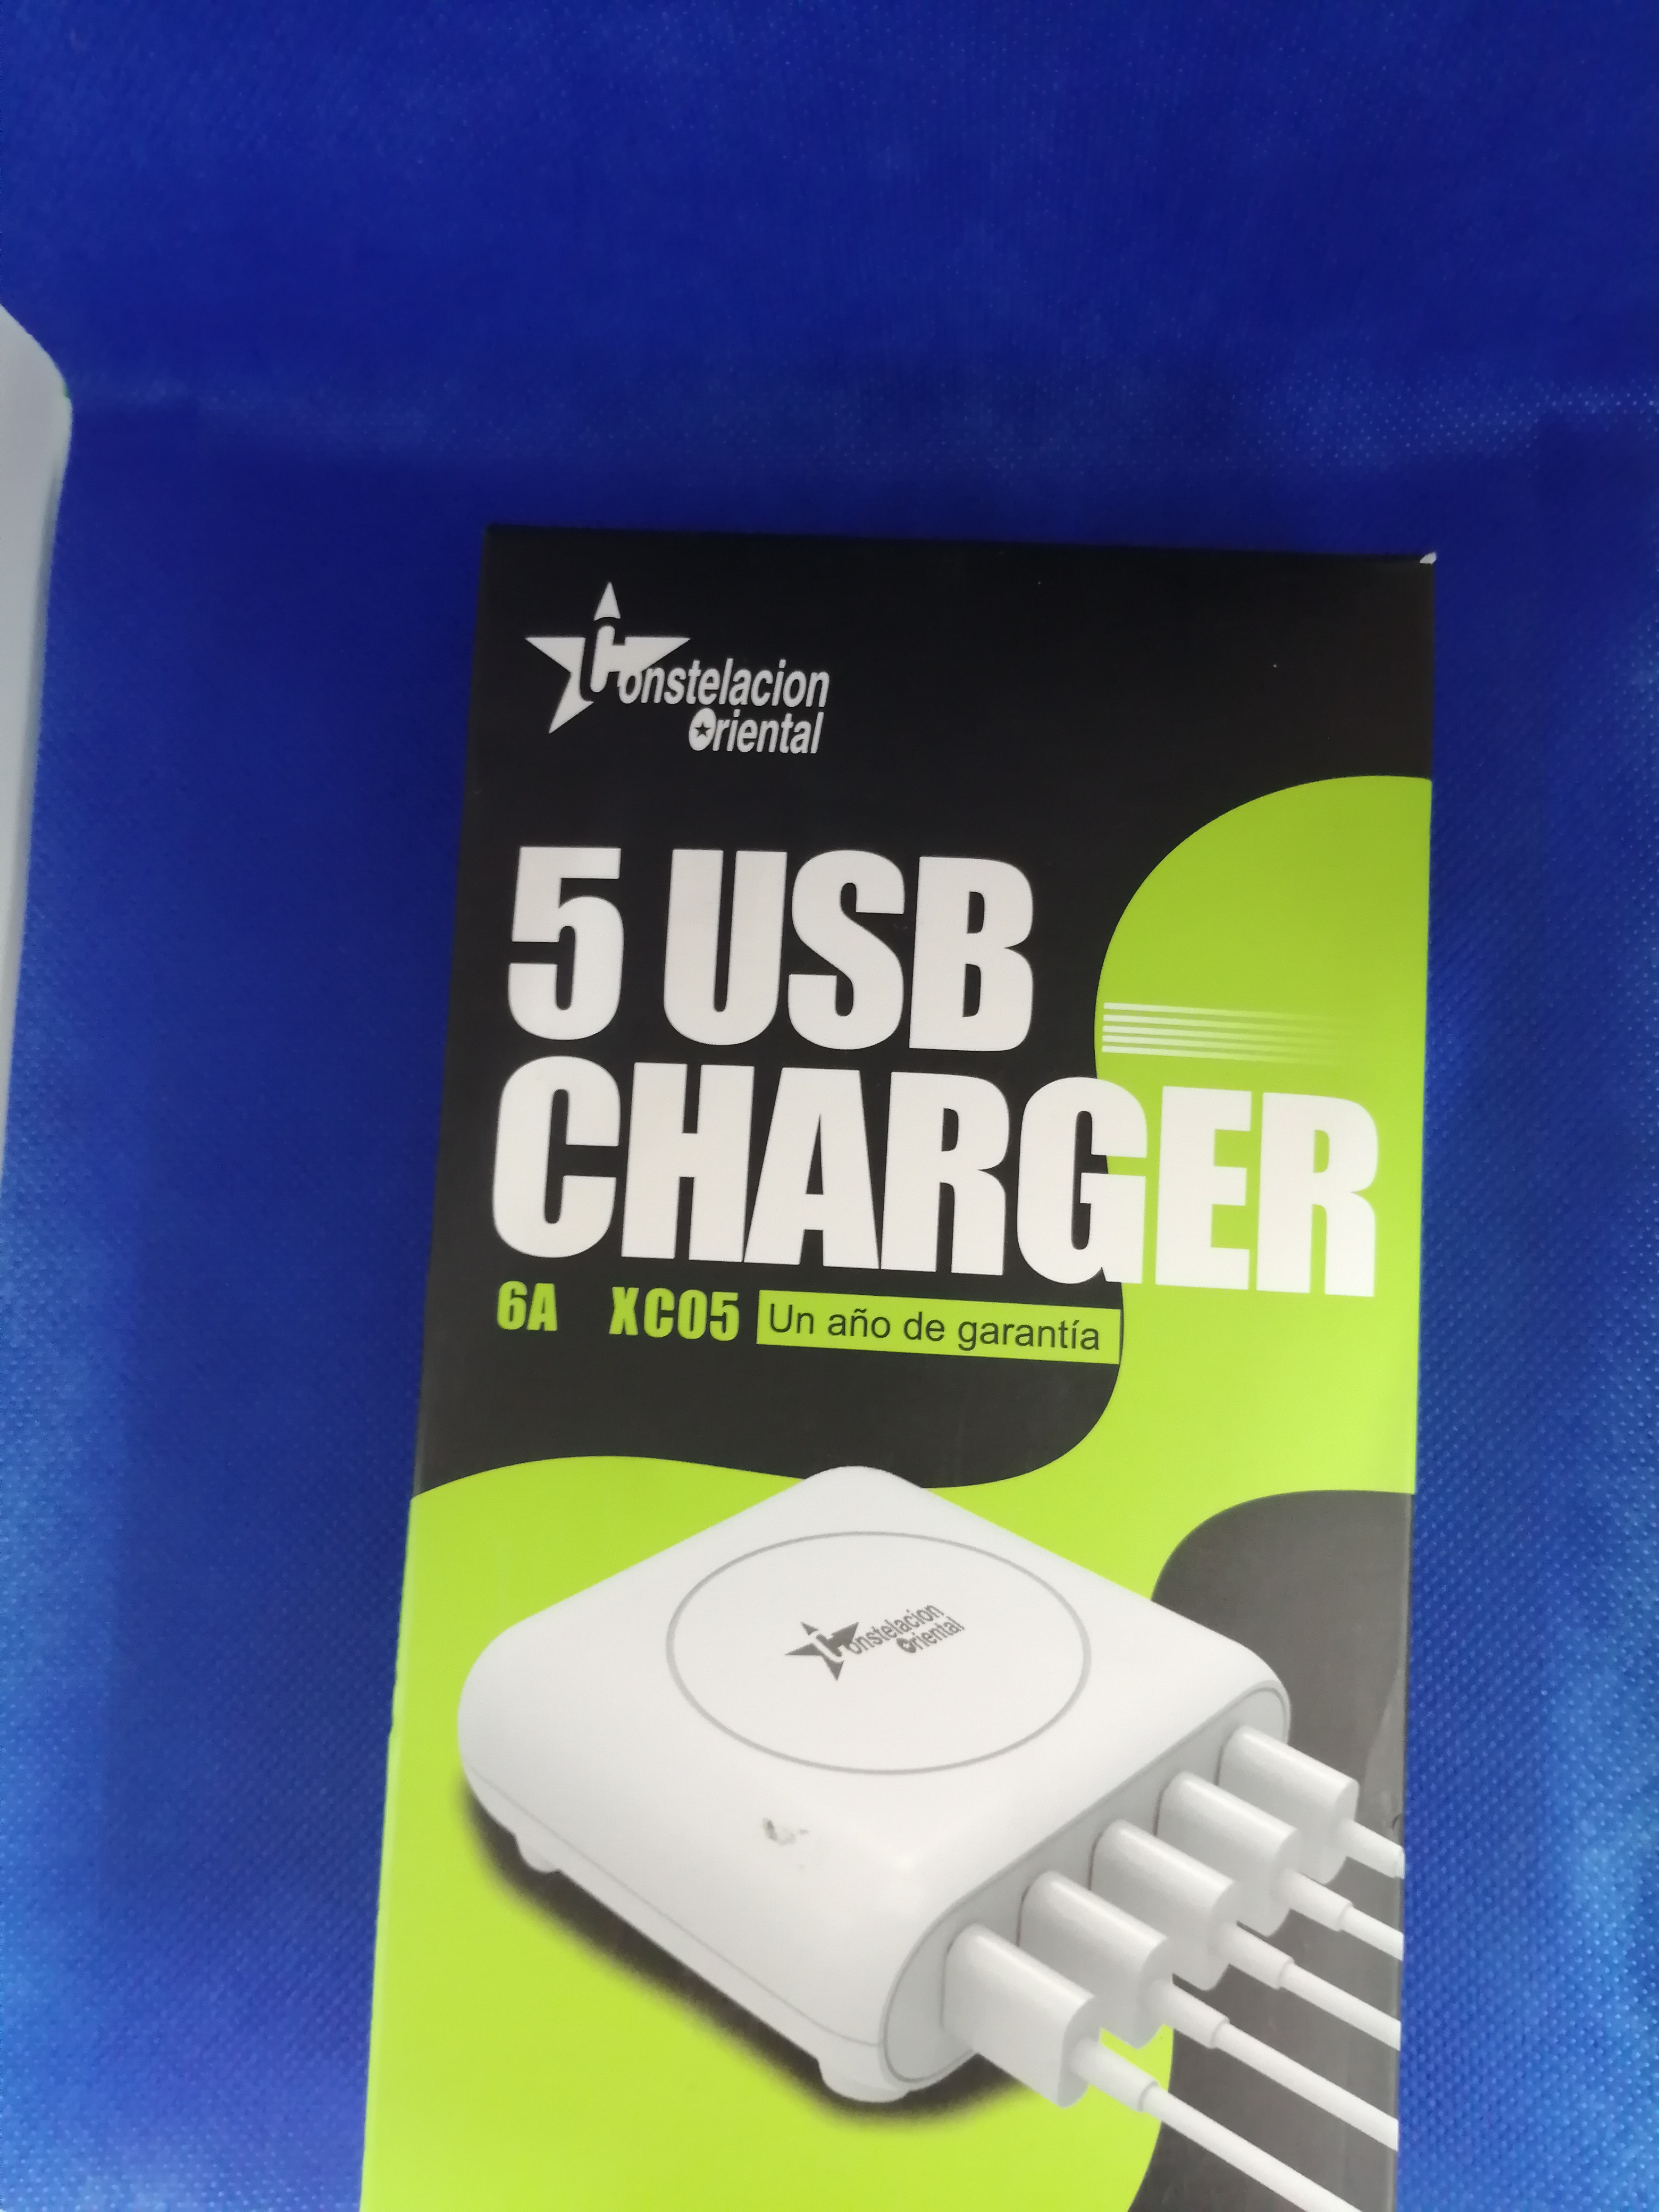 Constelacion
Oriental
5 USB
CHARGER
6A XC05 Un año de garantía
Constelacion
Oriental